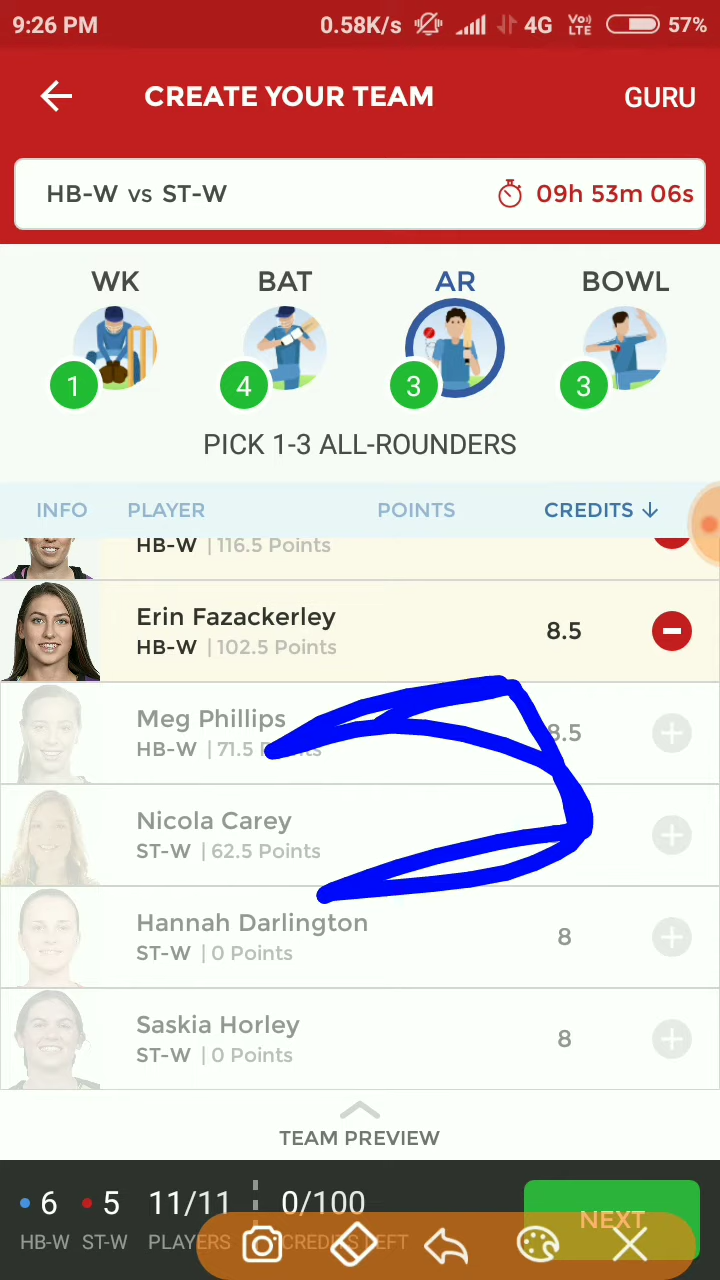 9:26 PM 0.58K/s 4G VoLTE 57%
CREATE YOUR TEAM GURU
HB-W vs ST-W 09h 53m 06s
WK BAT AR BOWL
1 4 3 3
PICK 1-3 ALL-ROUNDERS
INFO PLAYER POINTS CREDITS
HB-W | 116.5 Points
Erin Fazackerley 8.5
HB-W | 102.5 Points
Meg Phillips 8.5
HB-W | 71.5 Points
Nicola Carey
ST-W | 62.5 Points
Hannah Darlington 8
ST-W | 0 Points
Saskia Horley 8
ST-W | 0 Points
TEAM PREVIEW
6 5 11/11 0/100 NEXT
HB-W ST-W PLAYERS CREDITS LEFT